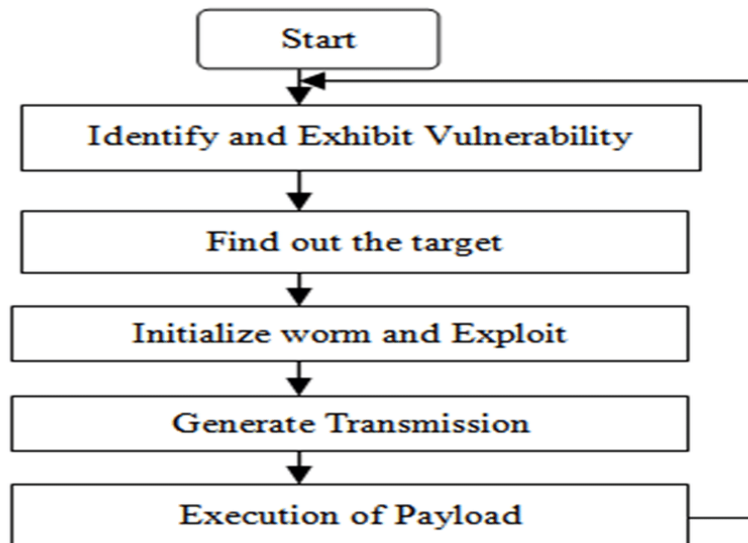 Start
Identify and Exhibit Vulnerability
Find out the target
Initialize worm and Exploit
Generate Transmission
Execution of Payload